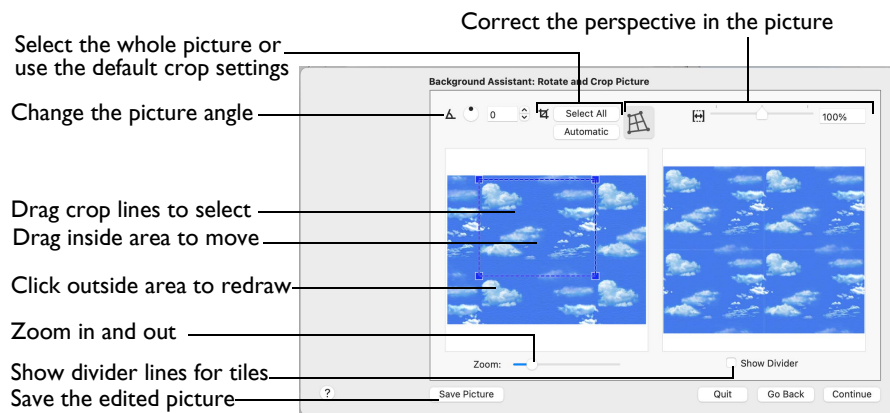 Correct the perspective in the picture
Select the whole picture or
use the default crop settings
Background Assistant: Rotate and Crop Picture
Change the picture angle
0
Select All
100%
Automatic
Drag crop lines to select
Drag inside area to move
Click outside area to redraw
Zoom in and out
Zoom:
Show Divider
Show divider lines for tiles
Save the edited picture
?
Save Picture
Quit
Go Back
Continue